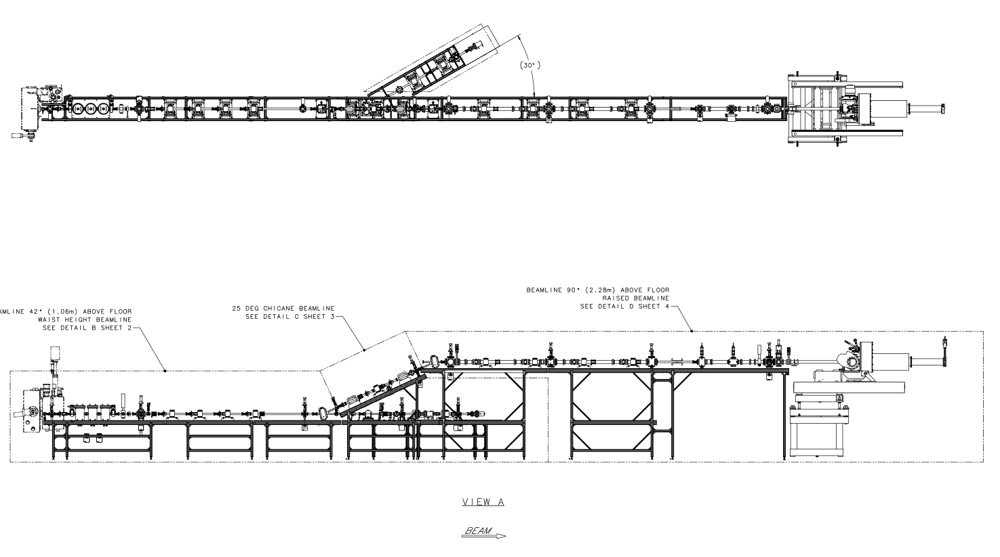 (30°)
BEAMLINE 90" (2.28m) ABOVE FLOOR
RAISED BEAMLINE
SEE DETAIL D SHEET 4
25 DEG CHICANE BEAMLINE
SEE DETAIL C SHEET 3
AMLINE 42" (1.06m) ABOVE FLOOR
WAIST HEIGHT BEAMLINE
SEE DETAIL B SHEET 2
VIEW A
BEAM